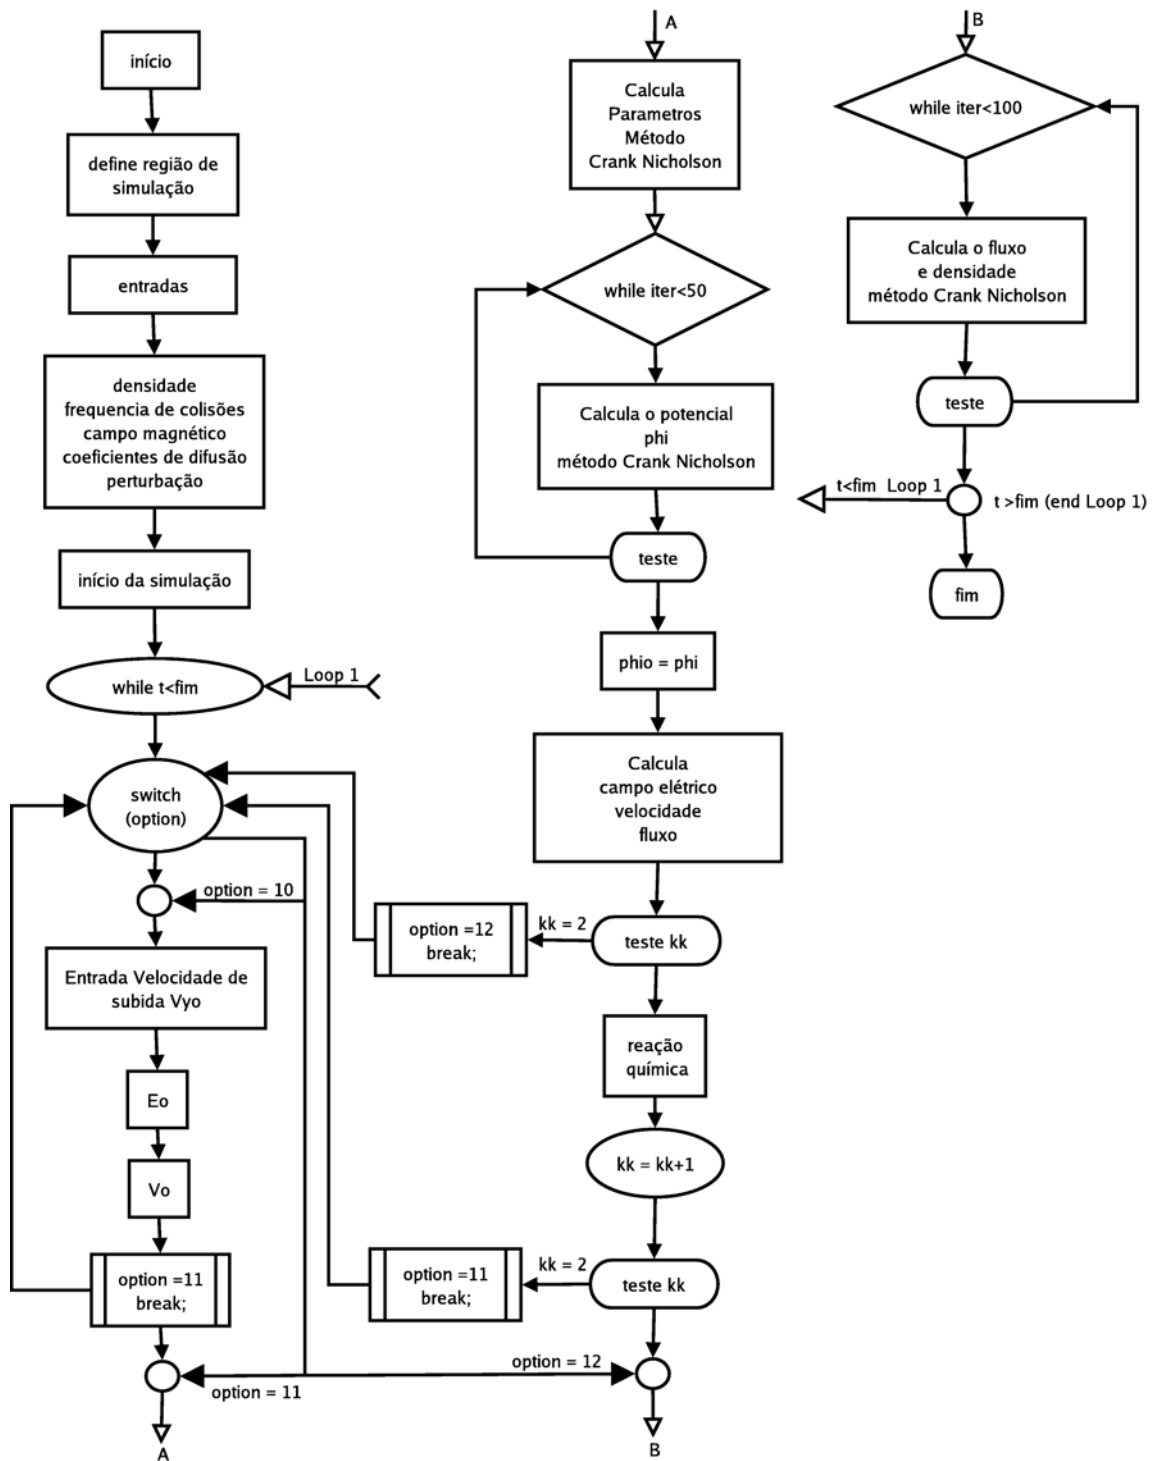 início
define região de
simulação
entradas
densidade
frequencia de colisões
campo magnético
coeficientes de difusão
perturbação
início da simulação
while t<fim
Loop 1
switch
(option)
option = 10
Entrada Velocidade de
subida Vyo
Eo
Vo
option =11
break;
option = 11
A
A
Calcula
Parametros
Método
Crank Nicholson
while iter<50
Calcula o potencial
phi
método Crank Nicholson
teste
phio = phi
Calcula
campo elétrico
velocidade
fluxo
teste kk
kk = 2
option =12
break;
reação
química
kk = kk+1
teste kk
kk = 2
option =11
break;
option = 12
B
B
while iter<100
Calcula o fluxo
e densidade
método Crank Nicholson
teste
t<fim Loop 1
t >fim (end Loop 1)
fim